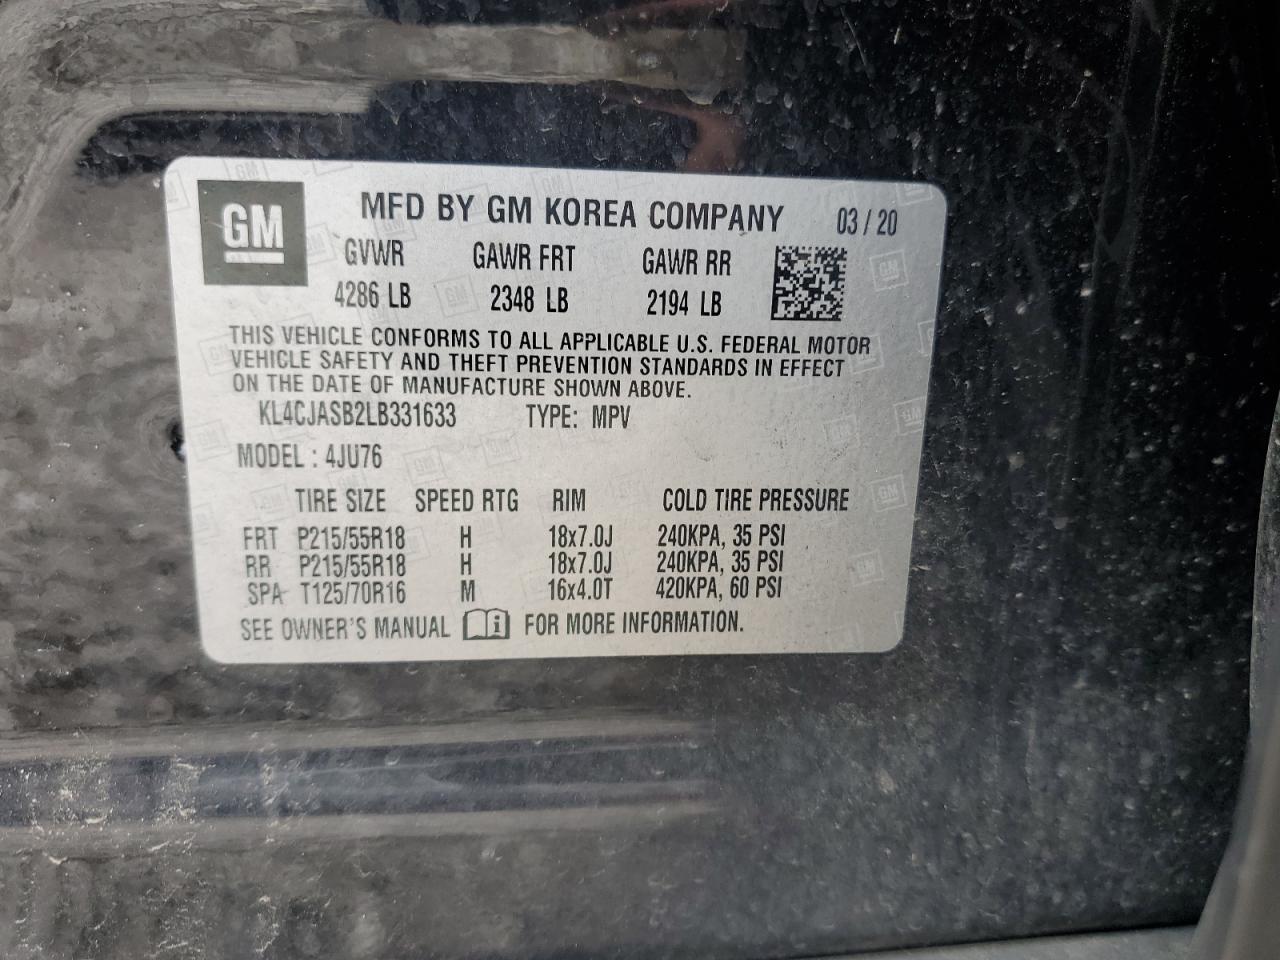 GM
MFD BY GM KOREA COMPANY 03/20
GVWR GAWR FRT GAWR RR
4286 LB 2348 LB 2194 LB
THIS VEHICLE CONFORMS TO ALL APPLICABLE U.S. FEDERAL MOTOR
VEHICLE SAFETY AND THEFT PREVENTION STANDARDS IN EFFECT
ON THE DATE OF MANUFACTURE SHOWN ABOVE.
KL4CJASB2LB331633 TYPE: MPV
MODEL : 4JU76
TIRE SIZE SPEED RTG RIM COLD TIRE PRESSURE
FRT P215/55R18 H 18x7.0J 240KPA, 35 PSI
RR P215/55R18 H 18x7.0J 240KPA, 35 PSI
SPA T125/70R16 M 16x4.0T 420KPA, 60 PSI
SEE OWNER'S MANUAL i FOR MORE INFORMATION.